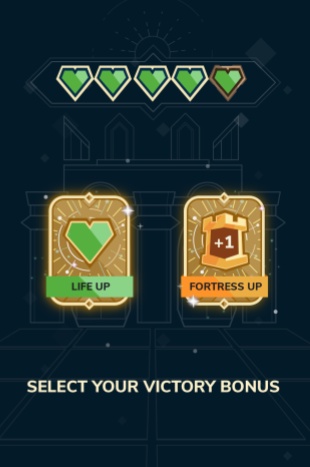 +1
LIFE UP
FORTRESS UP
SELECT YOUR VICTORY BONUS